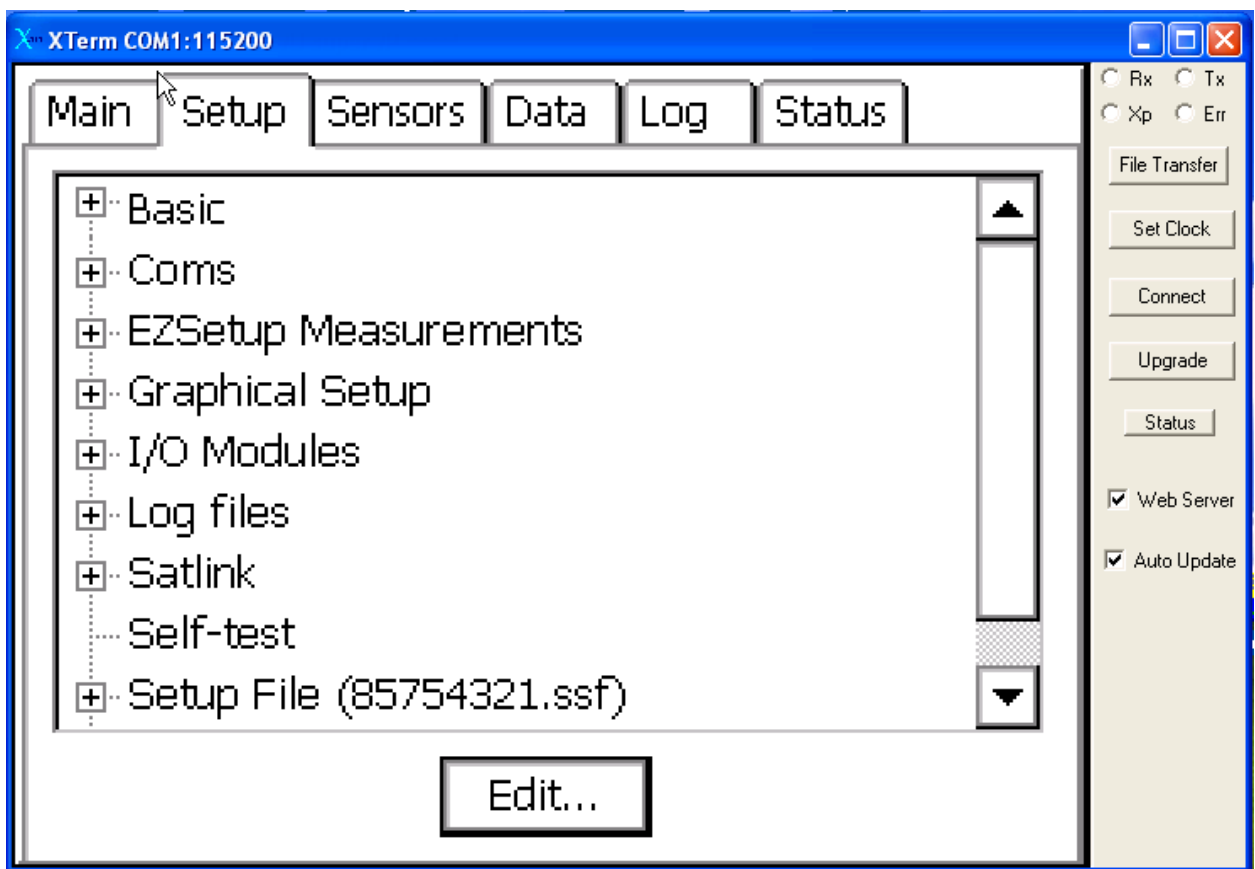 XTerm COM1:115200
Main Setup Sensors Data Log Status
Basic
Coms
EZSetup Measurements
Graphical Setup
I/O Modules
Log files
Satlink
Self-test
Setup File (85754321.ssf)
Edit...
Rx Tx
Xp Err
File Transfer
Set Clock
Connect
Upgrade
Status
Web Server
Auto Update